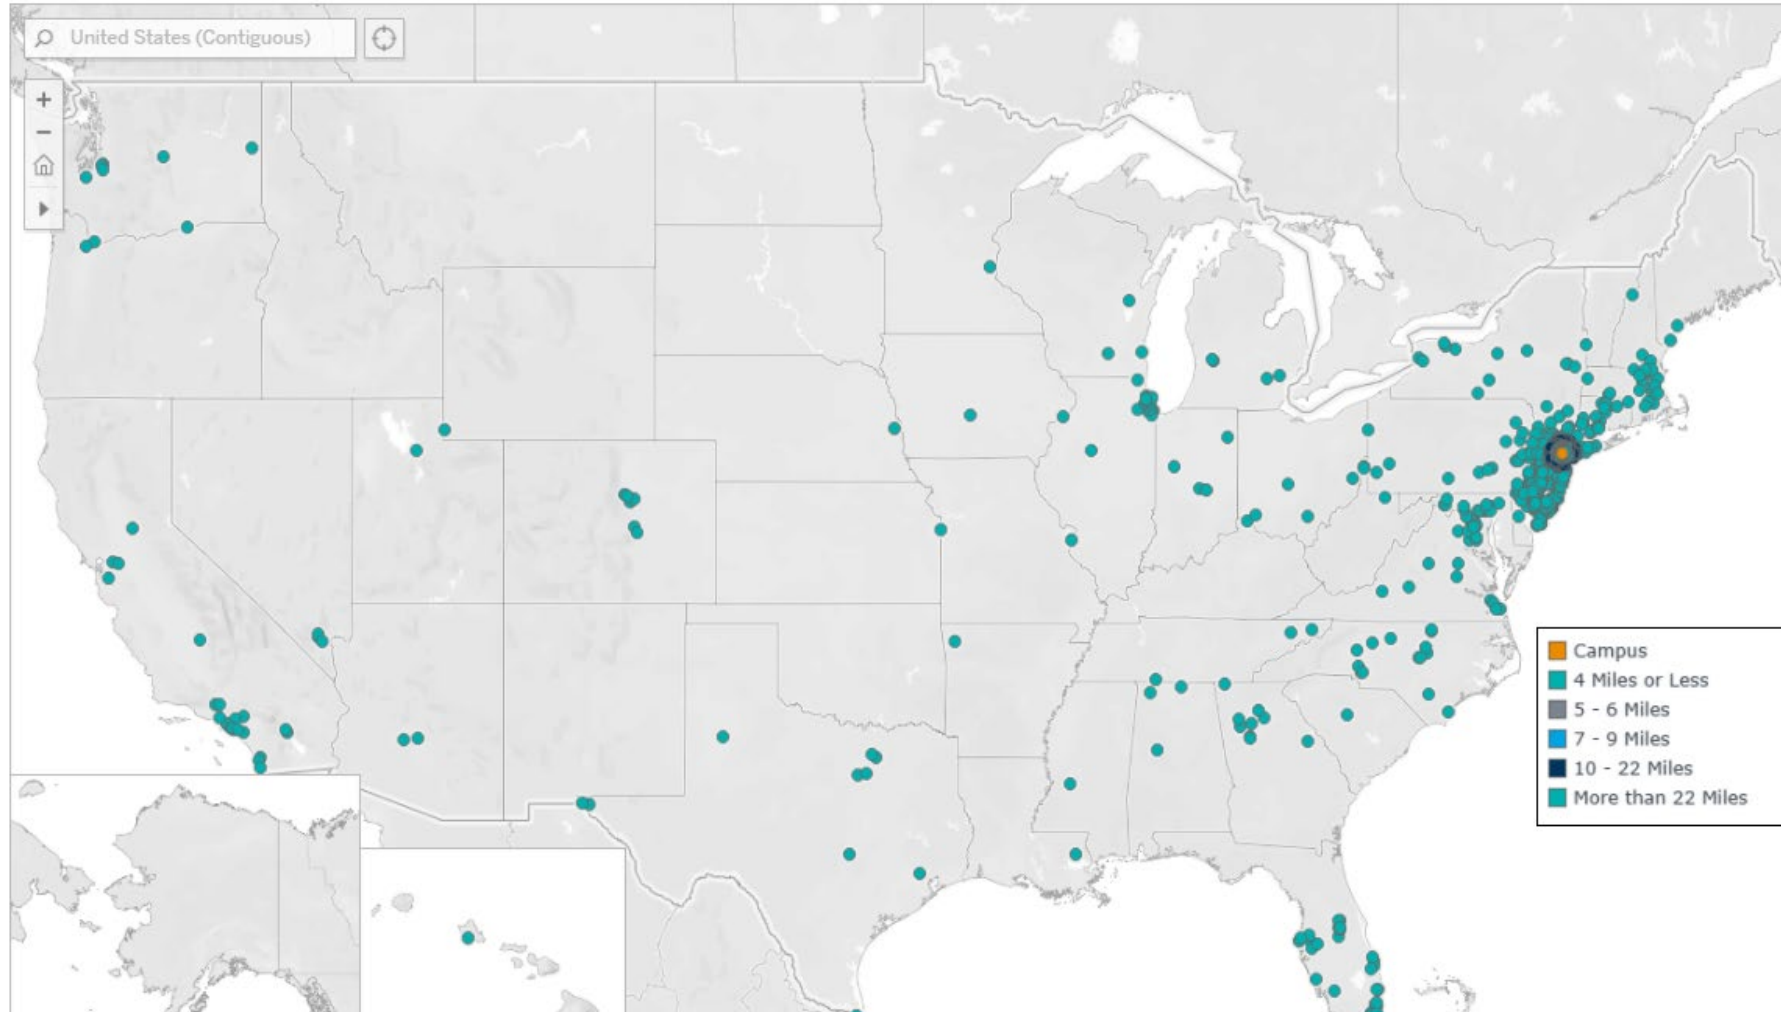 United States (Contiguous)
Campus
4 Miles or Less
5 - 6 Miles
7 - 9 Miles
10 - 22 Miles
More than 22 Miles